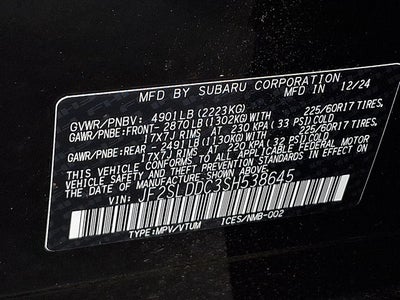 MFD BY SUBARU CORPORATION MFD IN 12/24
GVWR/PNBV: 4901LB (2223KG)
GAWR/PNBE:FRONT- 2870LB(1302KG)WITH 225/60R17 TIRES,
17X7J RIMS AT 230 KPA(33 PSI)COLD
GAWR/PNBE:REAR- 2491LB(1130KG)WITH 225/60R17 TIRES,
17X7J RIMS AT 220 KPA(32 PSI)COLD
THIS VEHICLE CONFORMS TO ALL APPLICABLE FEDERAL MOTOR
VEHICLE SAFETY, BUMPER, AND THEFT PREVENTION STANDARDS
IN EFFECT ON THE DATE OF MANUFACTURE SHOWN ABOVE.
VIN: JF2SLDDC3SH538645
TYPE:MPV/VTUM ICES/NMB-002